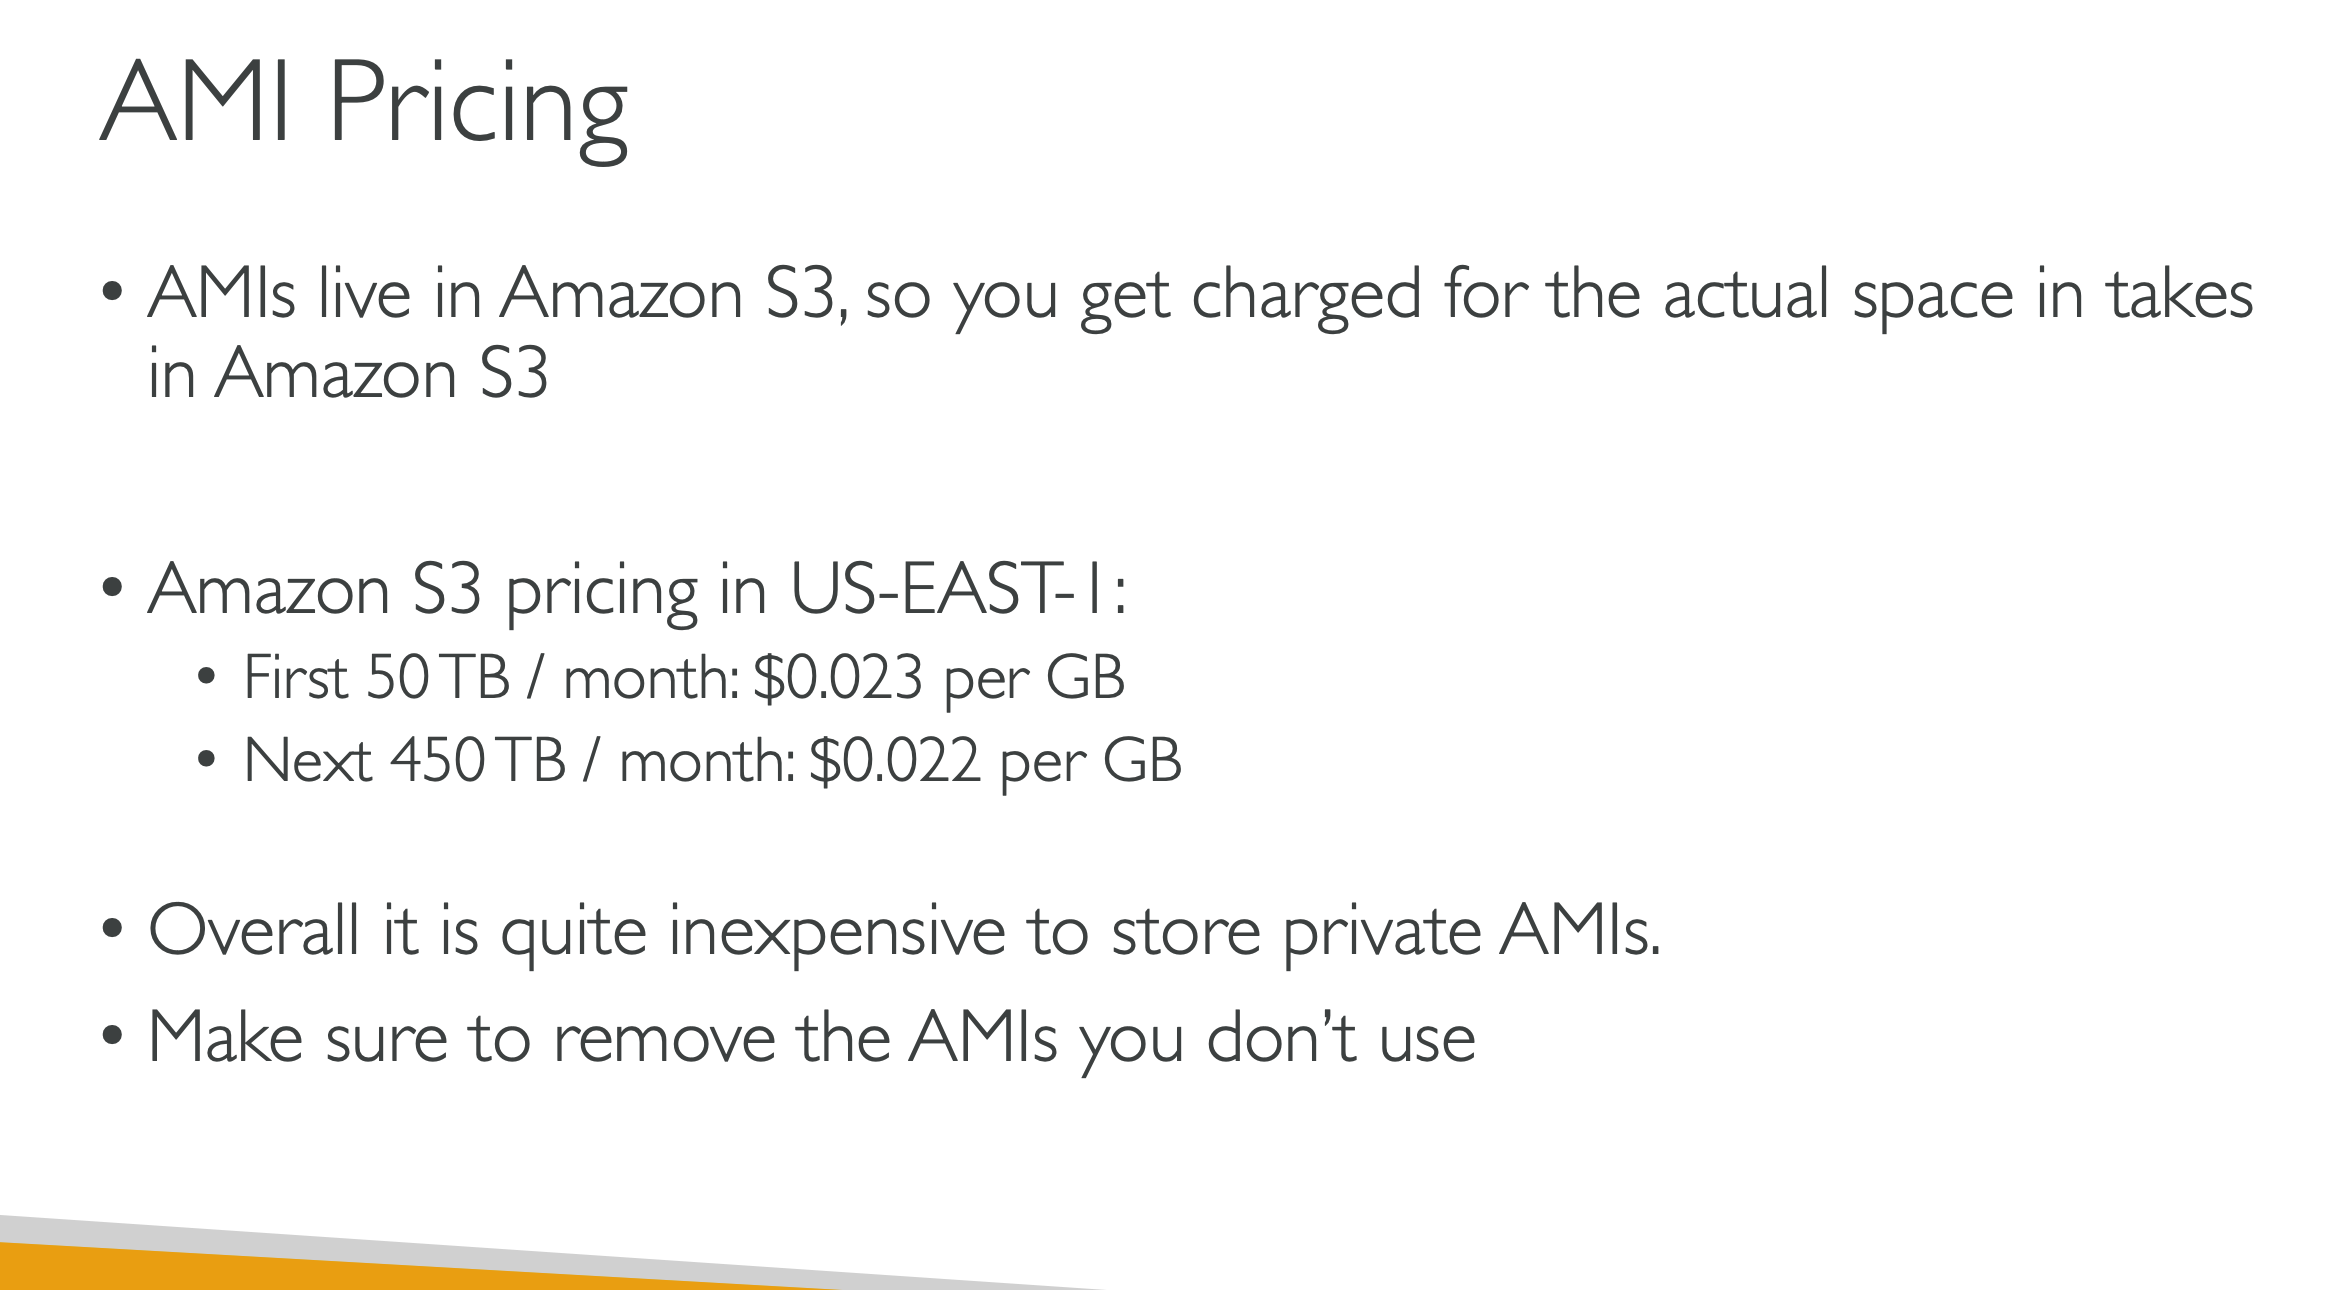 AMI Pricing
• AMIs live in Amazon S3, so you get charged for the actual space in takes
in Amazon S3
• Amazon S3 pricing in US-EAST-1:
• First 50 TB / month: $0.023 per GB
• Next 450 TB / month: $0.022 per GB
• Overall it is quite inexpensive to store private AMIs.
• Make sure to remove the AMIs you don’t use